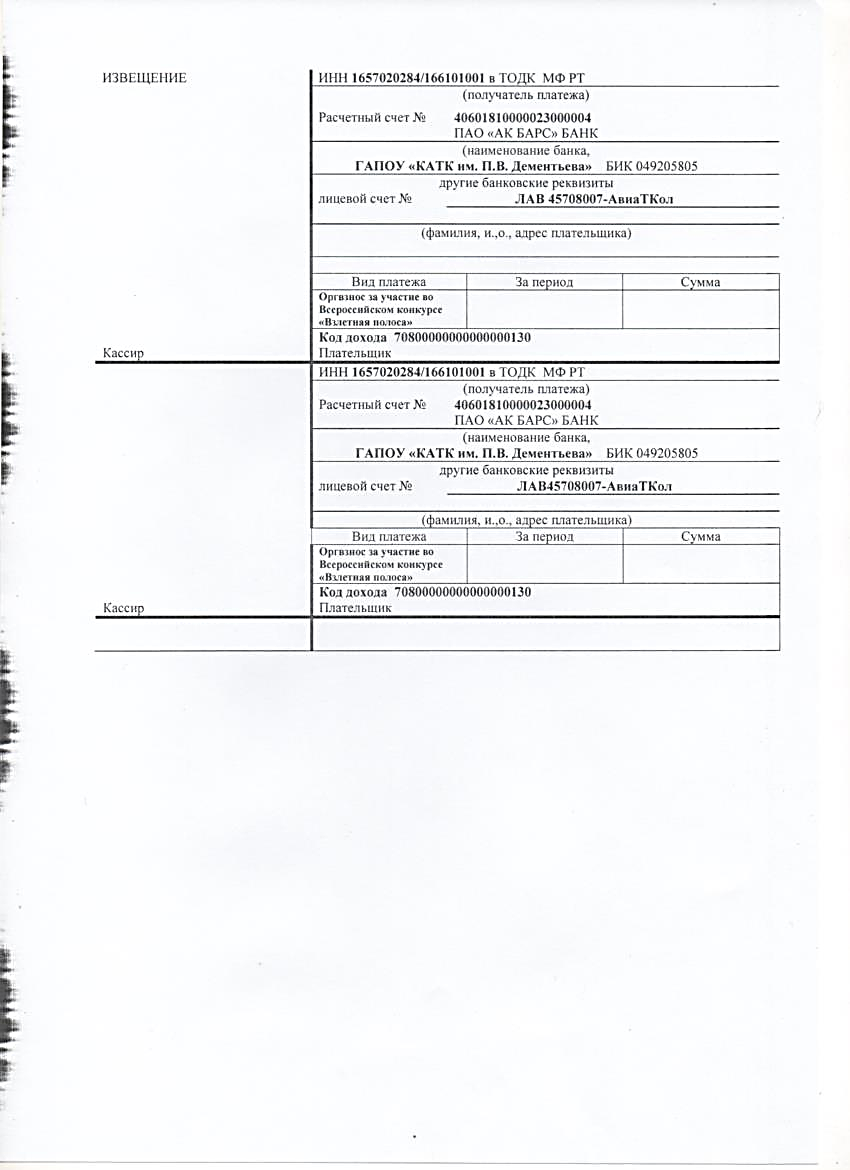 ИЗВЕЩЕНИЕ
ИНН 1657020284/166101001 в ТОДК МФ РТ
(получатель платежа)
Расчетный счет № 40601810000023000004
ПАО «АК БАРС» БАНК
(наименование банка,
ГАПОУ «КАТК им. П.В. Дементьева» БИК 049205805
другие банковские реквизиты
лицевой счет № ЛАВ 45708007-АвиаТКол
(фамилия, и.,о., адрес плательщика)
Вид платежа За период Сумма
Оргвзнос за участие во
Всероссийском конкурсе
«Взлетная полоса»
Код дохода 70800000000000000130
Кассир Плательщик
ИНН 1657020284/166101001 в ТОДК МФ РТ
(получатель платежа)
Расчетный счет № 40601810000023000004
ПАО «АК БАРС» БАНК
(наименование банка,
ГАПОУ «КАТК им. П.В. Дементьева» БИК 049205805
другие банковские реквизиты
лицевой счет № ЛАВ45708007-АвиаТКол
(фамилия, и.,о., адрес плательщика)
Вид платежа За период Сумма
Оргвзнос за участие во
Всероссийском конкурсе
«Взлетная полоса»
Код дохода 70800000000000000130
Кассир Плательщик